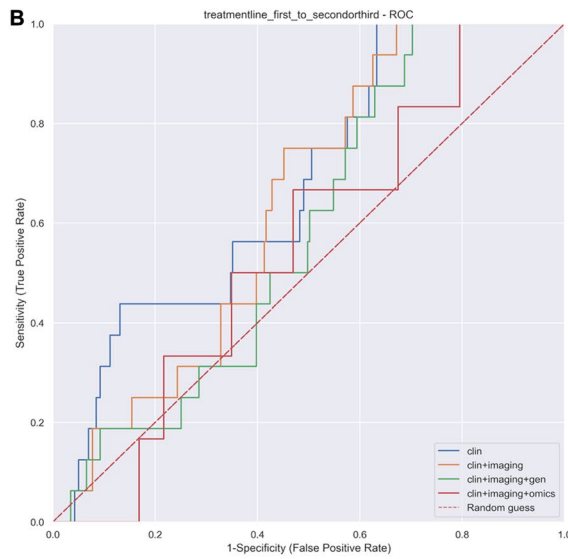 B
treatmentline_first_to_secondorthird - ROC
1.0
0.8
0.6
0.4
0.2
0.0
Sensitivity (True Positive Rate)
0.0 0.2 0.4 0.6 0.8 1.0
1-Specificity (False Positive Rate)
clin
clin+imaging
clin+imaging+gen
clin+imaging+omics
Random guess